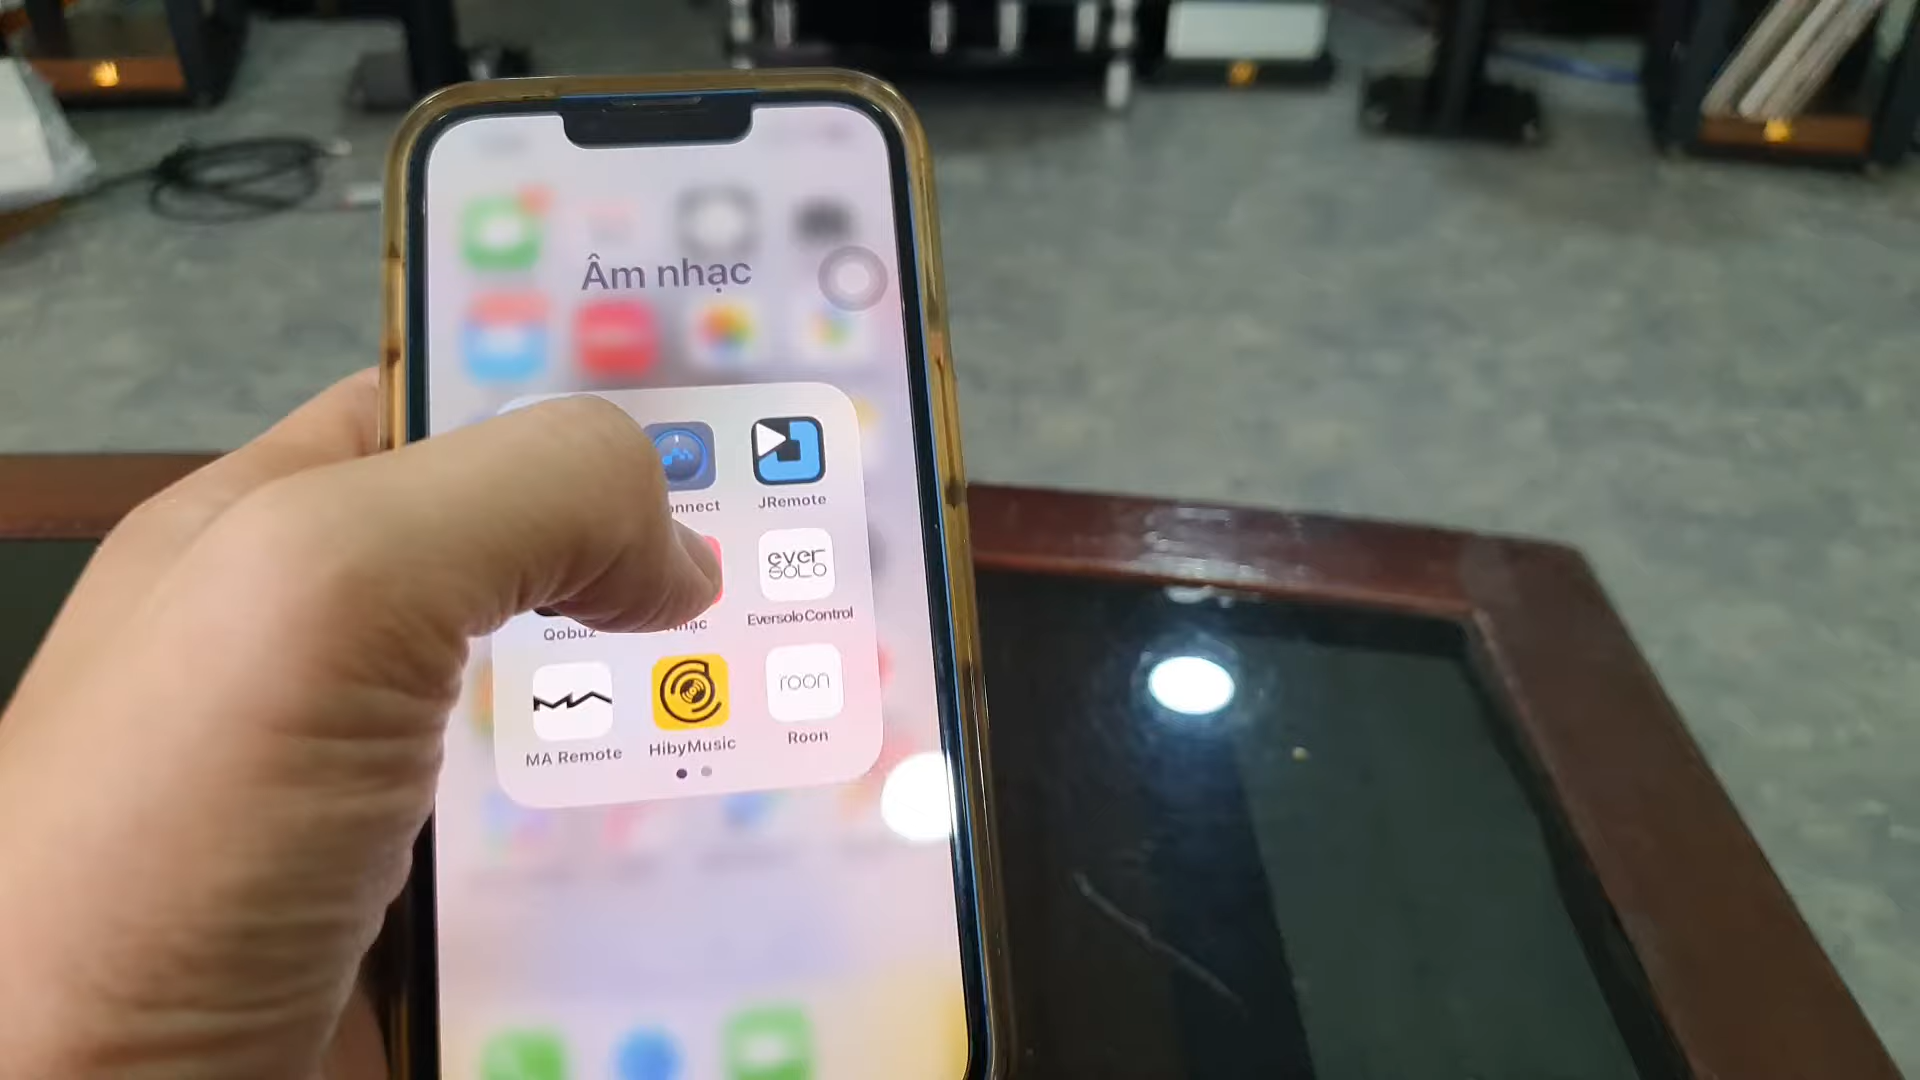 Âm nhạc
JRemote
ever
SOLO
Qobuz
Eversolo Control
MA Remote
HibyMusic
roon
Roon